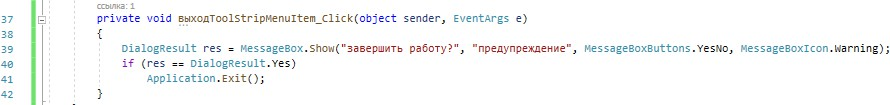 ссылка: 1
37 private void выходToolStripMenuItem_Click(object sender, EventArgs e)
38 {
39 DialogResult res = MessageBox.Show("завершить работу?", "предупреждение", MessageBoxButtons.YesNo, MessageBoxIcon.Warning);
40 if (res == DialogResult.Yes)
41 Application.Exit();
42 }